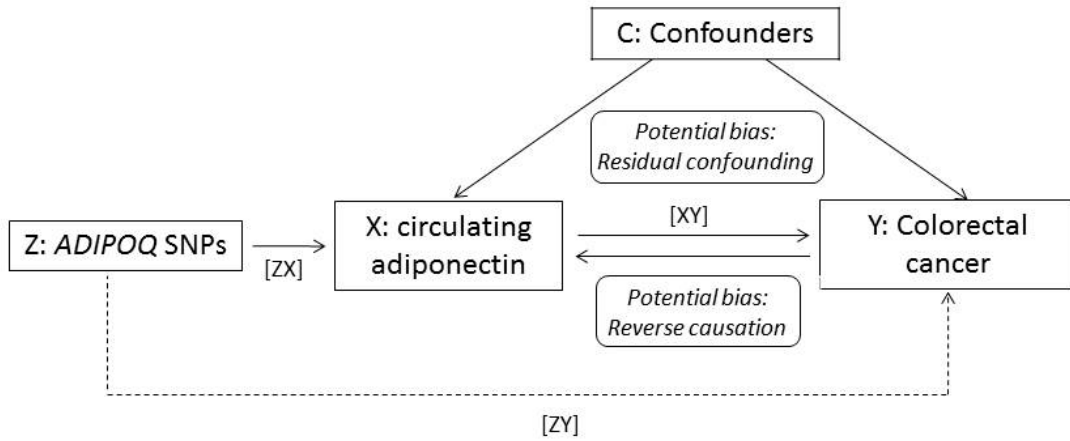 C: Confounders
Potential bias:
Residual confounding
[XY]
X: circulating
adiponectin
Y: Colorectal
cancer
Z: ADIPOQ SNPs
[ZX]
Potential bias:
Reverse causation
[ZY]